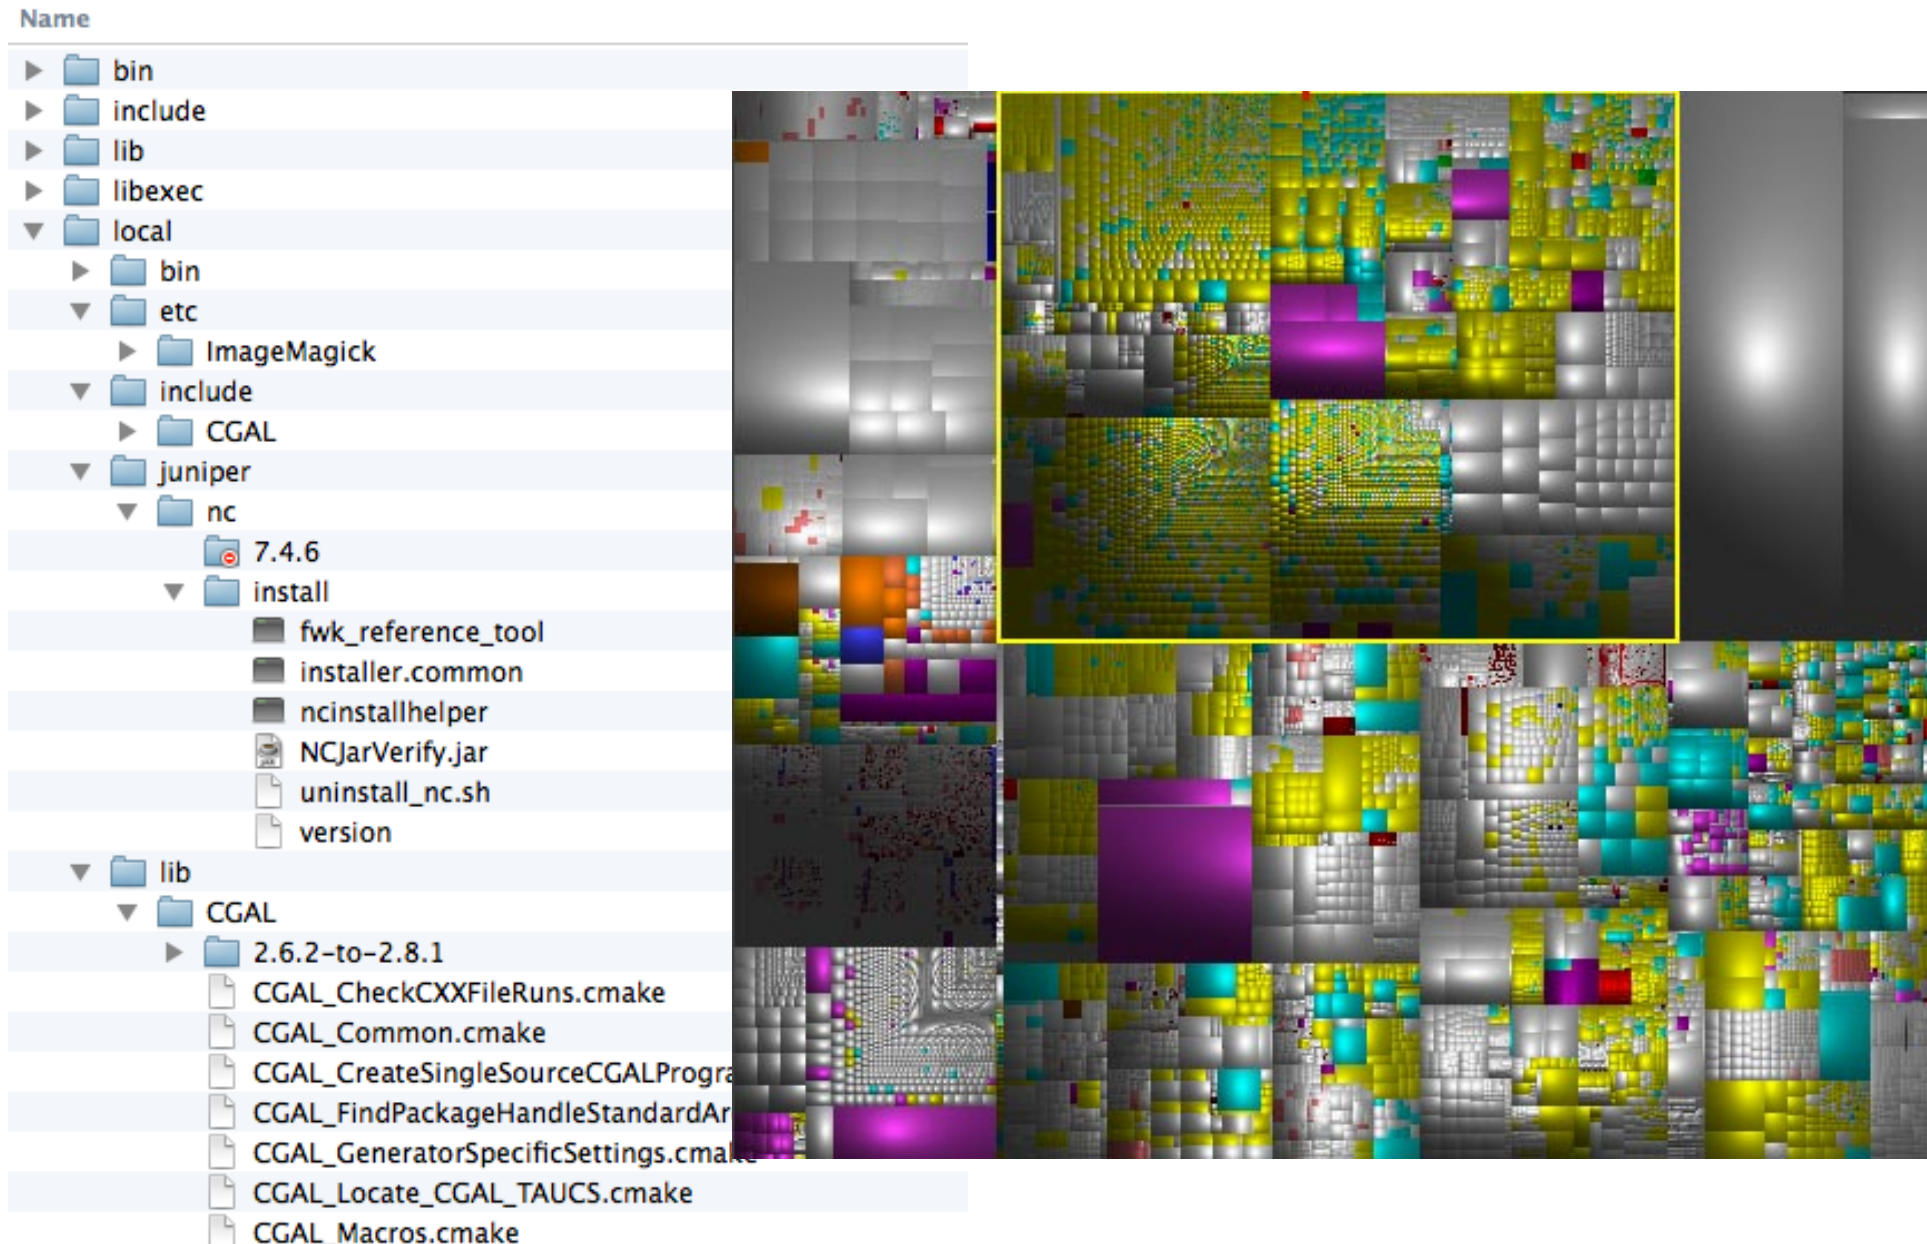 Name
bin
include
lib
libexec
local
bin
etc
ImageMagick
include
CGAL
juniper
nc
7.4.6
install
fwk_reference_tool
installer.common
ncinstallhelper
NCJarVerify.jar
uninstall_nc.sh
version
lib
CGAL
2.6.2-to-2.8.1
CGAL_CheckCXXFileRuns.cmake
CGAL_Common.cmake
CGAL_CreateSingleSourceCGALProgra
CGAL_FindPackageHandleStandardAr
CGAL_GeneratorSpecificSettings.cmake
CGAL_Locate_CGAL_TAUCS.cmake
CGAL_Macros.cmake